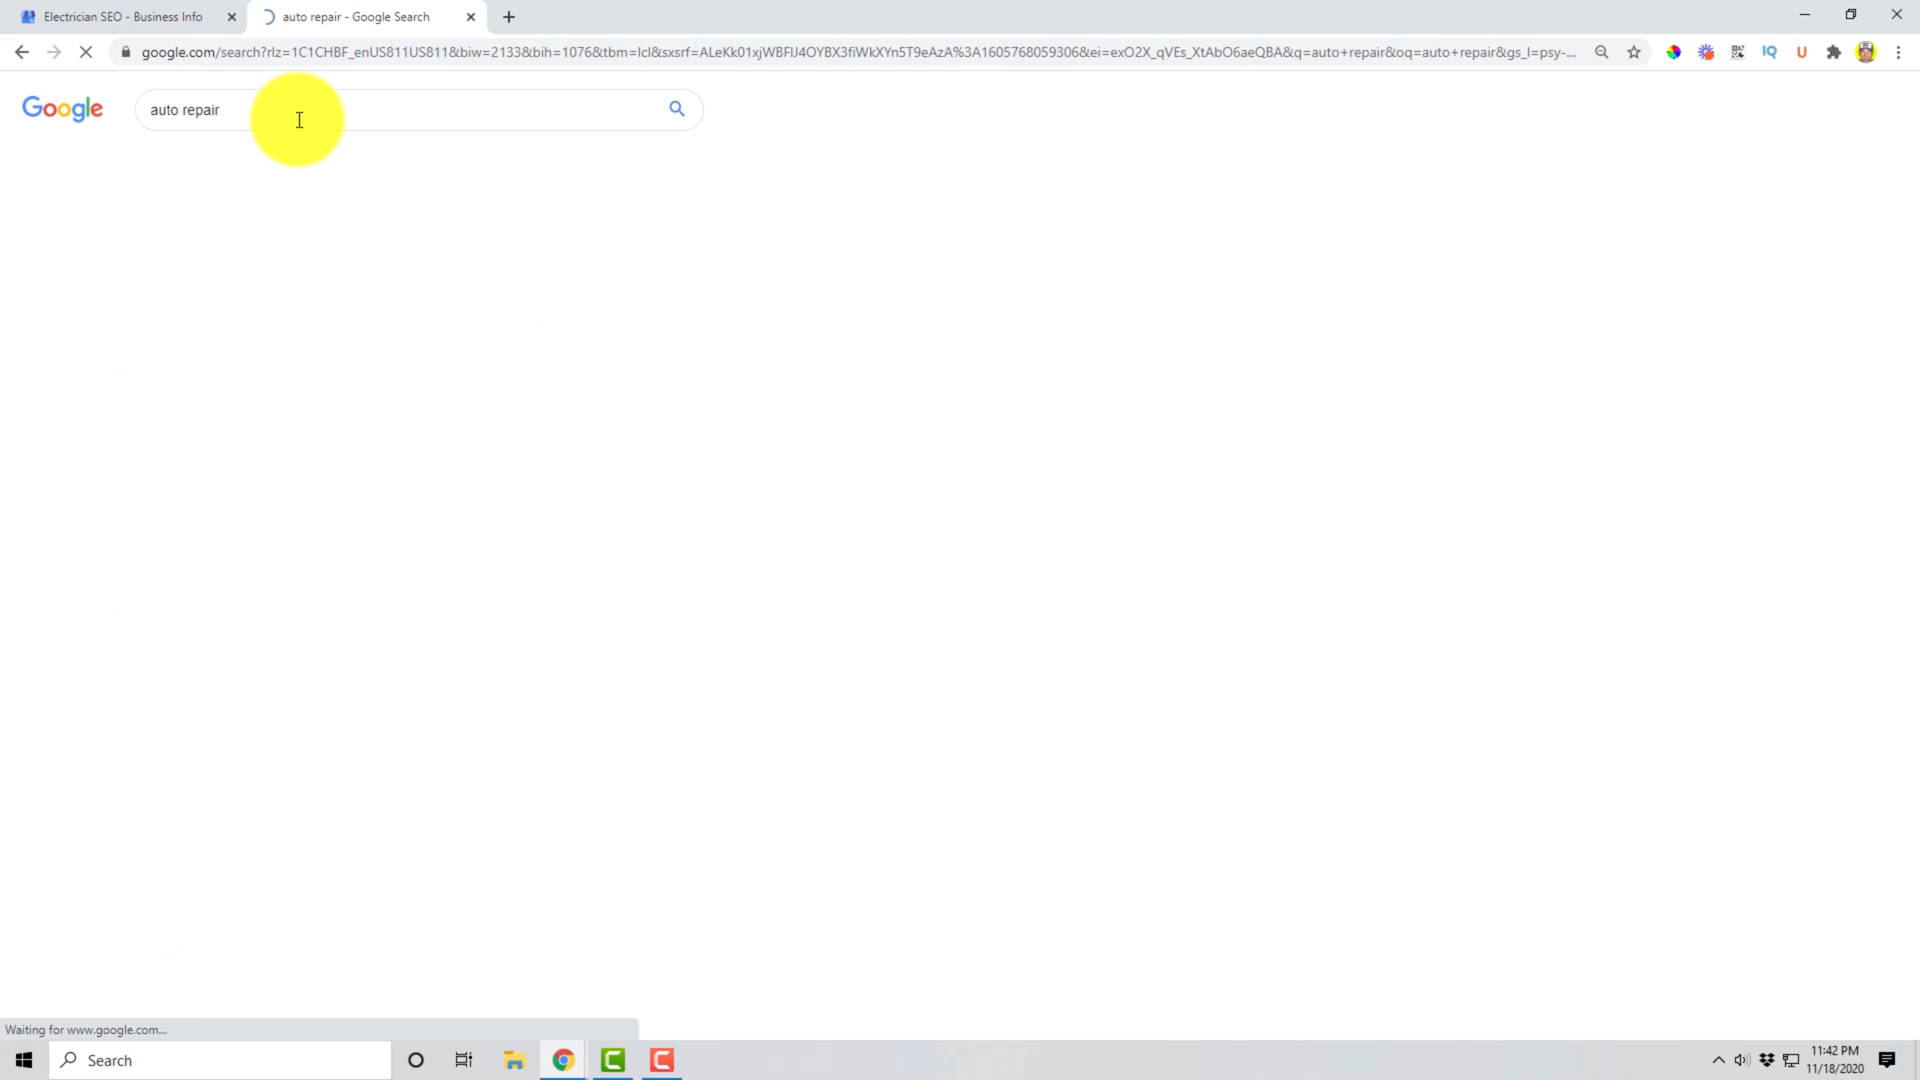 Electrician SEO - Business Info
auto repair - Google Search
google.com/search?rlz=1C1CHBF_enUS811US811&biw=2133&bih=1076&tbm=lcl&sxsrf=ALeKk01xjWBFIJ4OYBX3fiWkXYn5T9eAzA%3A1605768059306&ei=exO2X_qVEs_XtAbO6aeQBA&q=auto+repair&oq=auto+repair&gs_l=psy-...
IQ
U
Google
auto repair
Waiting for www.google.com...
Search
11:42 PM
11/18/2020